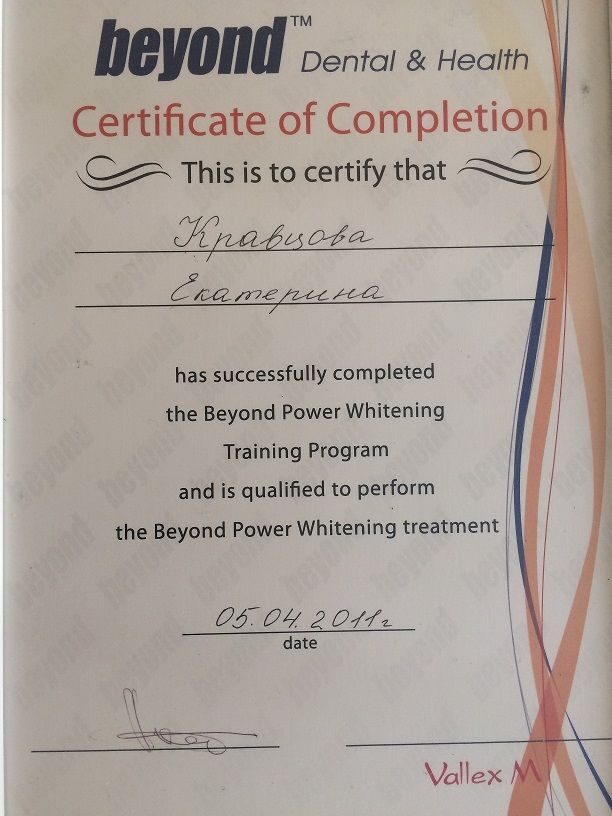 beyond™ Dental & Health
Certificate of Completion
This is to certify that
Кравцова
Екатерина
has successfully completed
the Beyond Power Whitening
Training Program
and is qualified to perform
the Beyond Power Whitening treatment
05.04.2011г
date
Vallex M